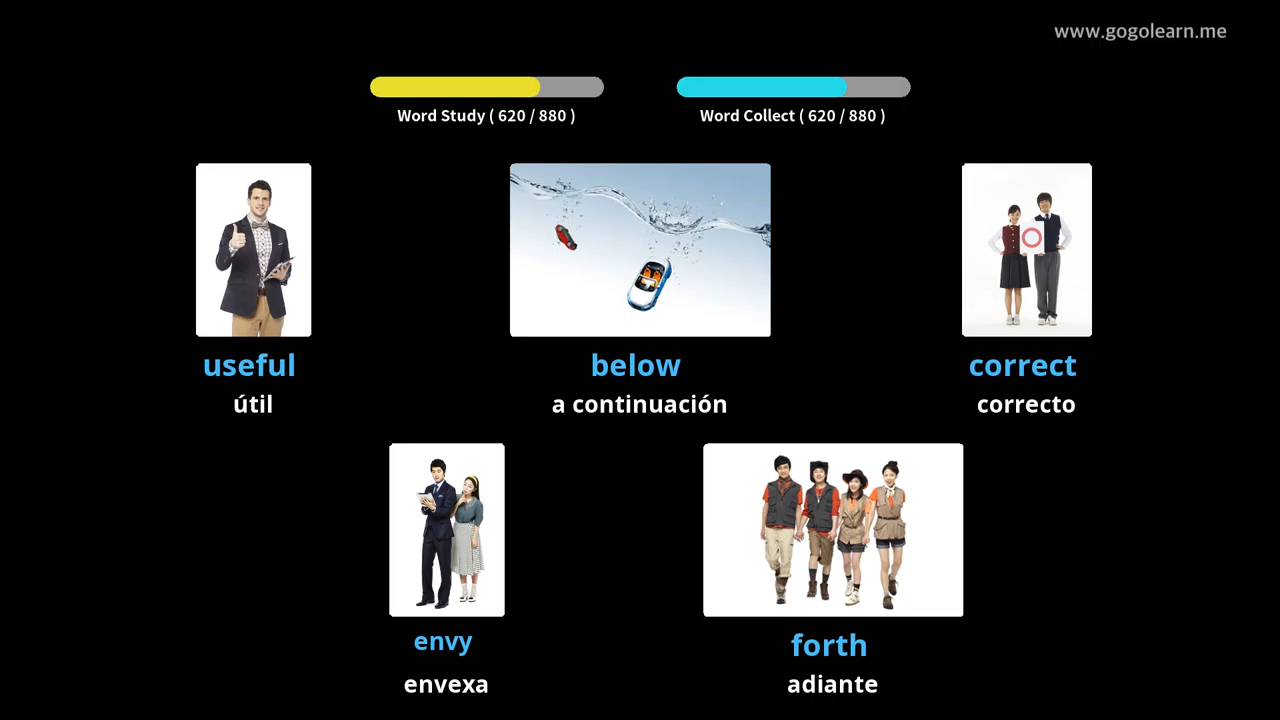 www.gogolearn.me
Word Study ( 620 / 880 )
Word Collect ( 620 / 880 )
useful
below
correct
útil
a continuación
correcto
envy
forth
envexa
adiante